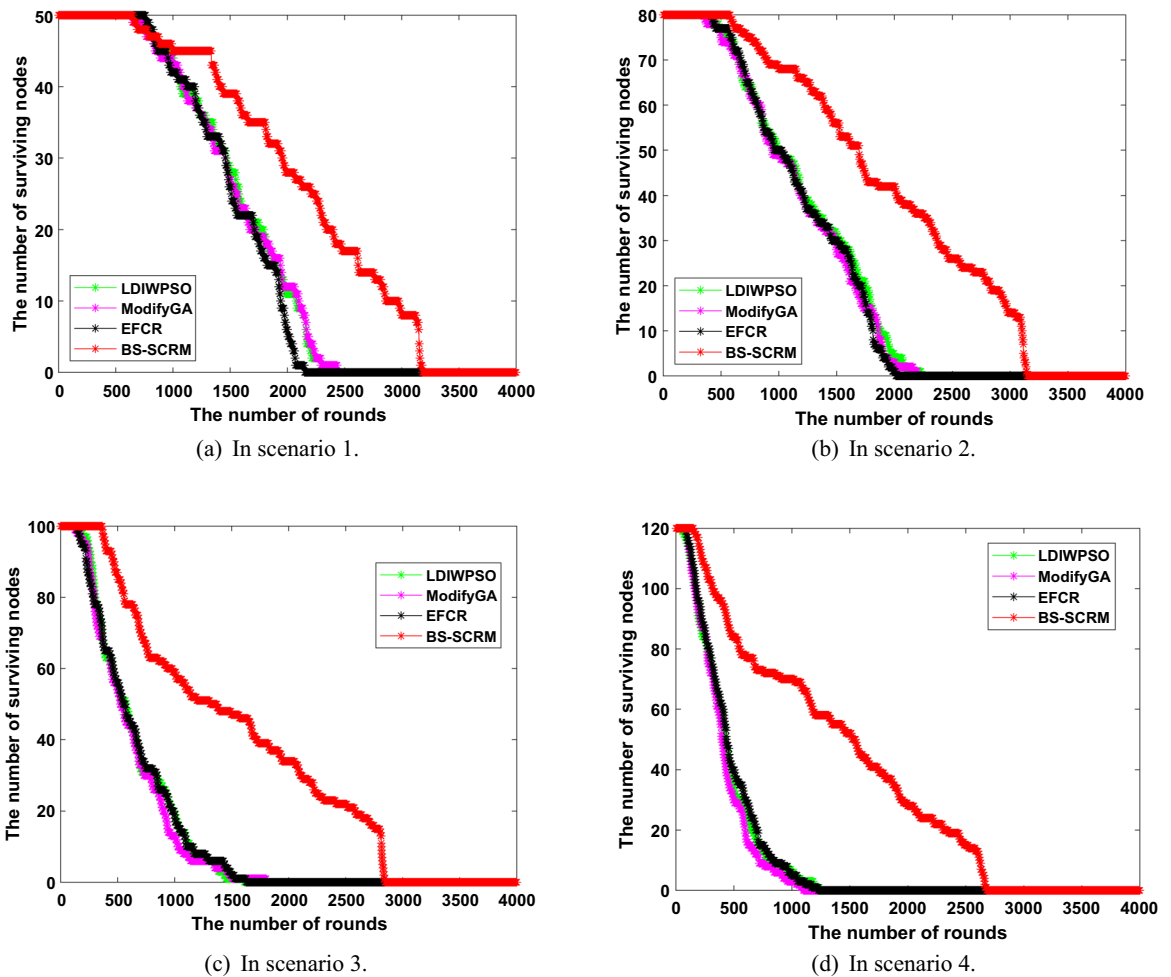 50
40
30
20
10
0
The number of surviving nodes
LDIWPSO
ModifyGA
EFCR
BS-SCRM
0 500 1000 1500 2000 2500 3000 3500 4000
The number of rounds
(a) In scenario 1.
80
70
60
50
40
30
20
10
0
The number of surviving nodes
LDIWPSO
ModifyGA
EFCR
BS-SCRM
0 500 1000 1500 2000 2500 3000 3500 4000
The number of rounds
(b) In scenario 2.
100
80
60
40
20
0
The number of surviving nodes
LDIWPSO
ModifyGA
EFCR
BS-SCRM
0 500 1000 1500 2000 2500 3000 3500 4000
The number of rounds
(c) In scenario 3.
120
100
80
60
40
20
0
The number of surviving nodes
LDIWPSO
ModifyGA
EFCR
BS-SCRM
0 500 1000 1500 2000 2500 3000 3500 4000
The number of rounds
(d) In scenario 4.